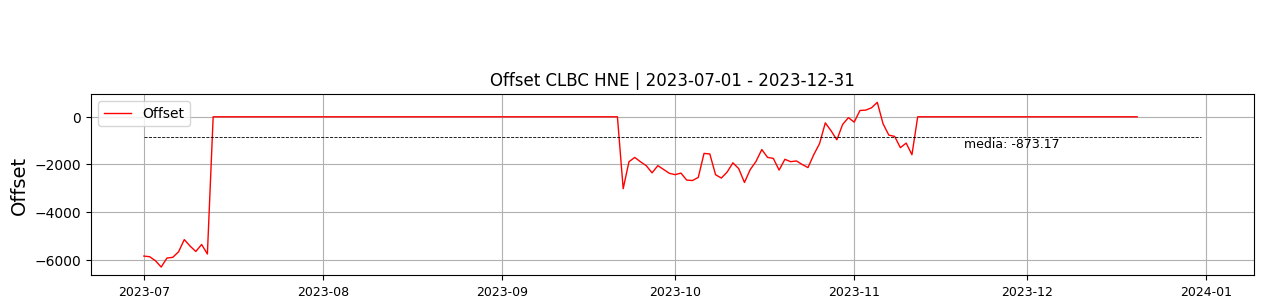 Offset CLBC HNE | 2023-07-01 - 2023-12-31
Offset
0
−2000
−4000
−6000
Offset
media: -873.17
2023-07
2023-08
2023-09
2023-10
2023-11
2023-12
2024-01